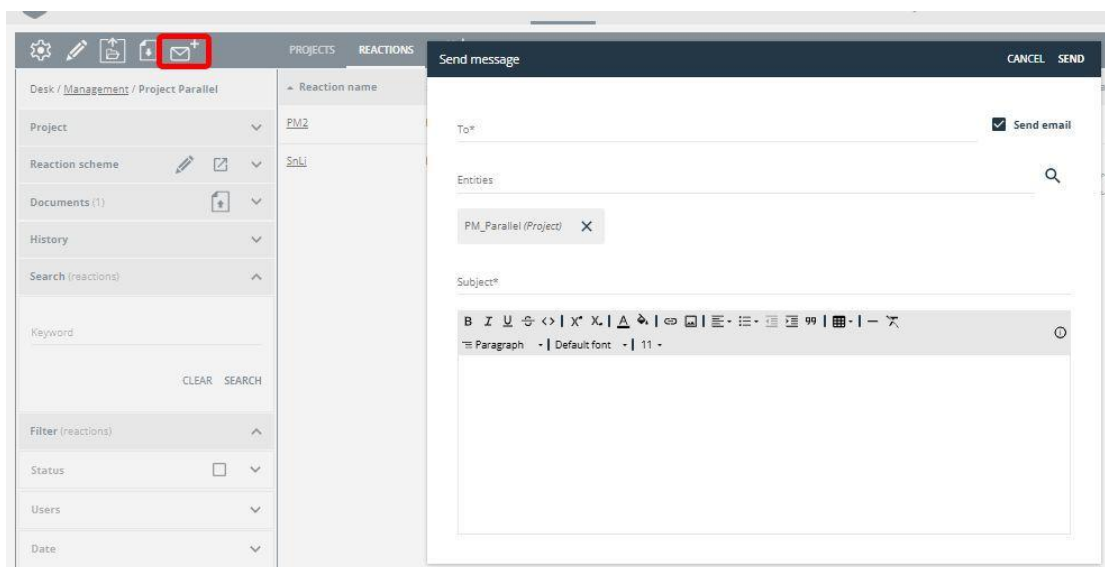 PROJECTS REACTIONS
Send message CANCEL SEND
Desk / Management / Project Parallel
Reaction name
Project
PM2
To*
Send email
Reaction scheme
SnLi
Entities
Documents (1)
PM_Parallel (Project)
History
Search (reactions)
Subject*
Keyword
Paragraph Default font 11
CLEAR SEARCH
Filter (reactions)
Status
Users
Date